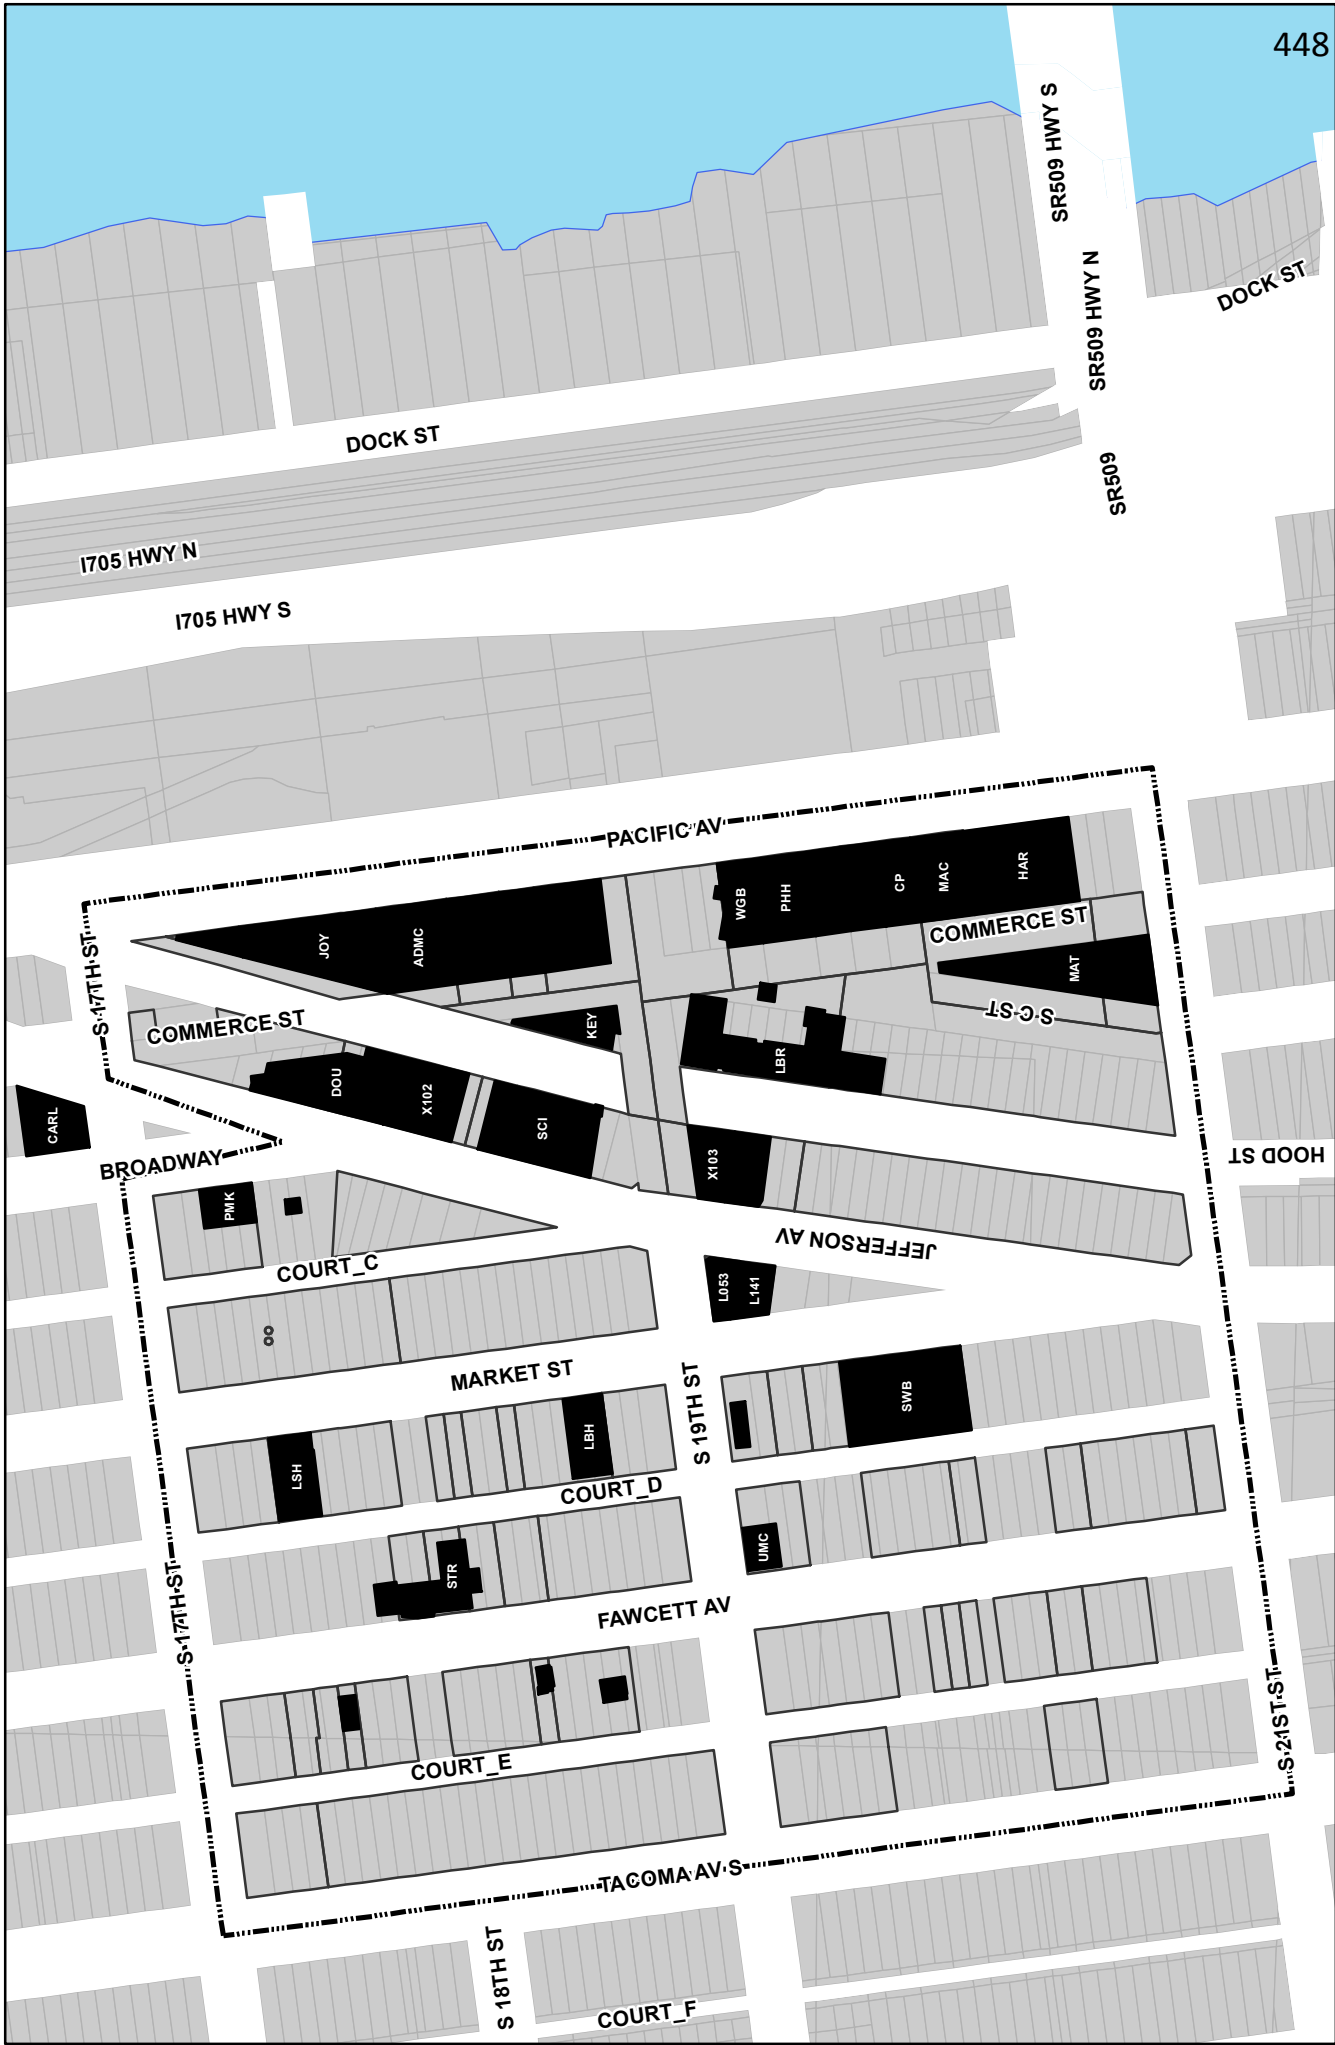 448
SR509 HWY S
SR509 HWY N
DOCK ST
DOCK ST
SR509
I705 HWY N
I705 HWY S
PACIFIC AV
S 17TH ST
JOY
ADMC
WGB
PHH
CP
MAC
HAR
COMMERCE ST
MAT
S C ST
COMMERCE ST
KEY
LBR
DOU
X102
SCI
CARL
BROADWAY
X103
HOOD ST
PMK
JEFFERSON AV
COURT_C
L053
L141
MARKET ST
S 19TH ST
SWB
LSH
LBH
COURT_D
UMC
STR
S 17TH ST
FAWCETT AV
S 21ST ST
COURT_E
TACOMA AV S
S 18TH ST
COURT_F